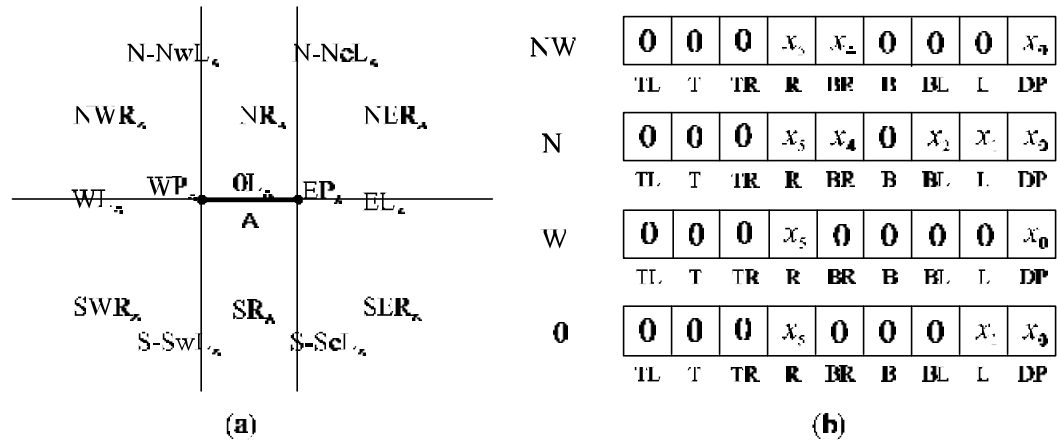 N-NwL_A N-NeL_A
NWR_A NR_A NER_A
WL_A WP_A 0L_A EP_A EL_A
A
SWR_A SR_A SER_A
S-SwL_A S-SeL_A
(a)
NW 0 0 0 x_5 x_4 0 0 0 x_0
TL T TR R BR B BL L DP
N 0 0 0 x_5 x_4 0 x_2 x_1 x_0
TL T TR R BR B BL L DP
W 0 0 0 x_5 0 0 0 0 x_0
TL T TR R BR B BL L DP
0 0 0 0 x_5 0 0 0 x_1 x_0
TL T TR R BR B BL L DP
(b)